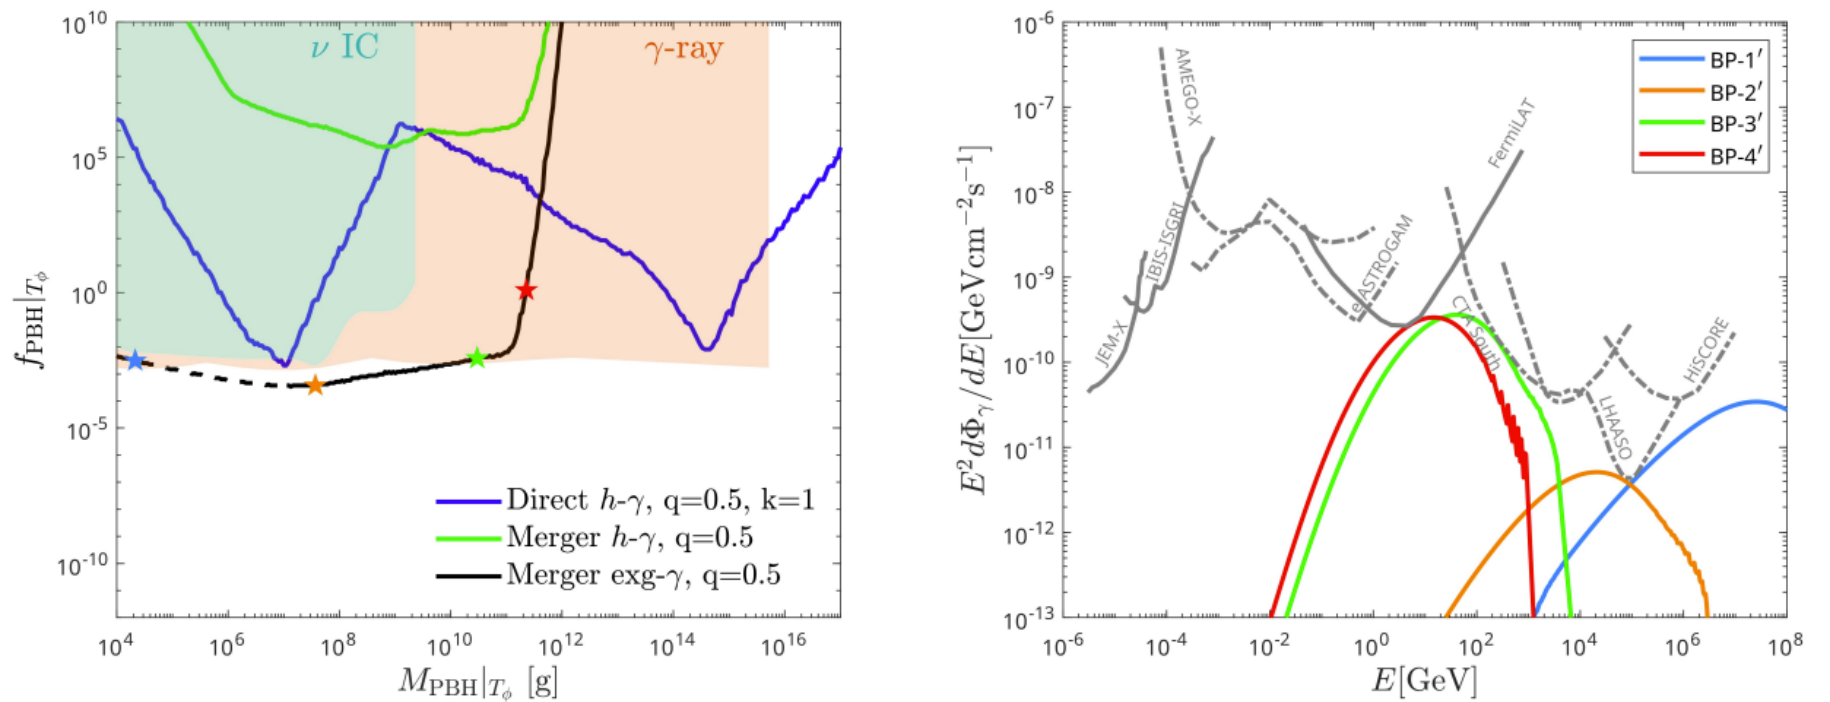 10^10
10^5
10^0
10^-5
10^-10
f_PBH|_Tϕ
ν IC
γ-ray
Direct h-γ, q=0.5, k=1
Merger h-γ, q=0.5
Merger exg-γ, q=0.5
10^4 10^6 10^8 10^10 10^12 10^14 10^16
M_PBH|_Tϕ [g]
10^-6
10^-7
10^-8
10^-9
10^-10
10^-11
10^-12
10^-13
E^2dΦ_γ/dE[GeVcm^-2s^-1]
AMEGO-X
FermiLAT
IBIS-ISGRI
e-ASTROGAM
JEM-X
CTA South
HiSCORE
LHAASO
BP-1′
BP-2′
BP-3′
BP-4′
10^-6 10^-4 10^-2 10^0 10^2 10^4 10^6 10^8
E[GeV]